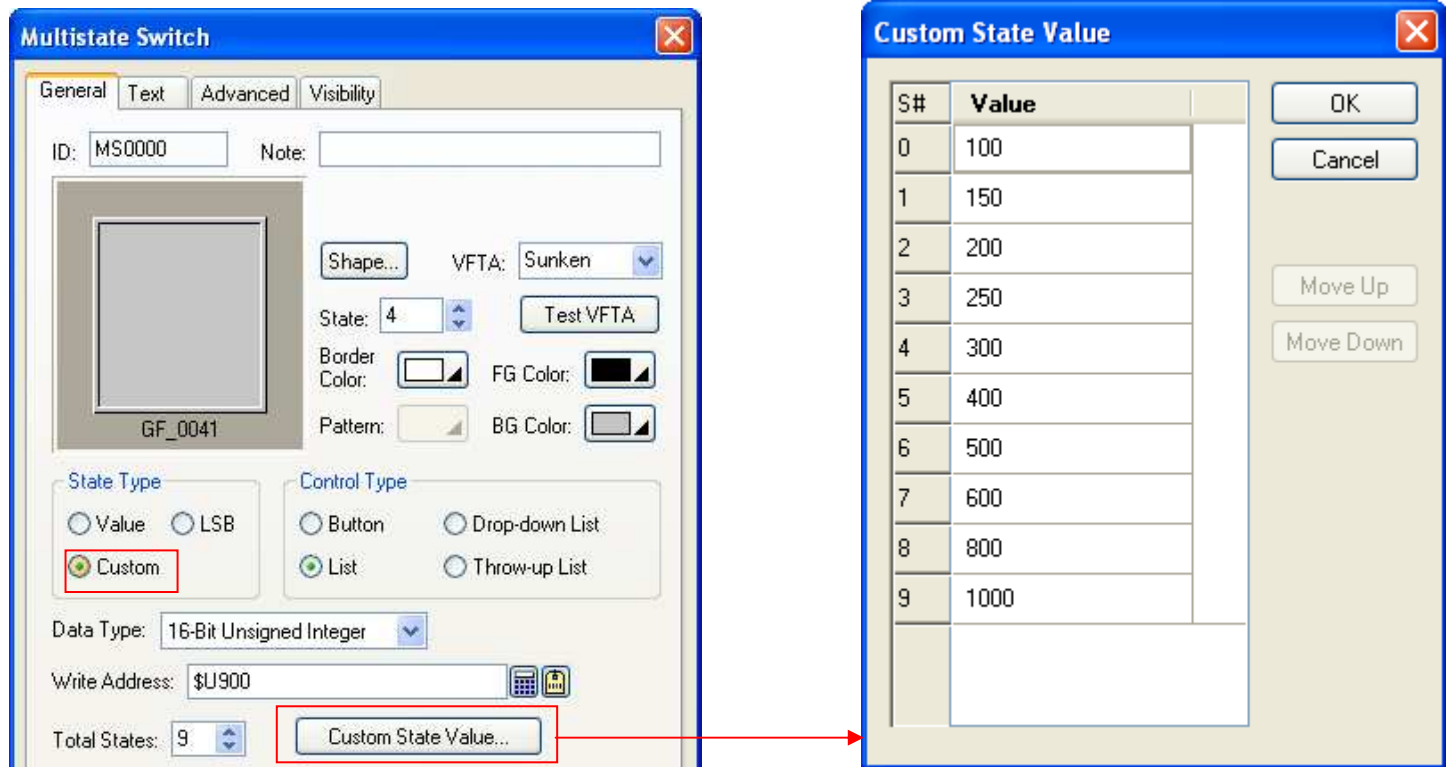 Multistate Switch
General Text Advanced Visibility
ID: MS0000 Note:
Shape... VFTA: Sunken
State: 4 Test VFTA
Border Color: FG Color:
Pattern: BG Color:
GF_0041
State Type
Value LSB
Custom
Control Type
Button Drop-down List
List Throw-up List
Data Type: 16-Bit Unsigned Integer
Write Address: $U900
Total States: 9 Custom State Value...
Custom State Value
S# Value
0 100
1 150
2 200
3 250
4 300
5 400
6 500
7 600
8 800
9 1000
OK
Cancel
Move Up
Move Down